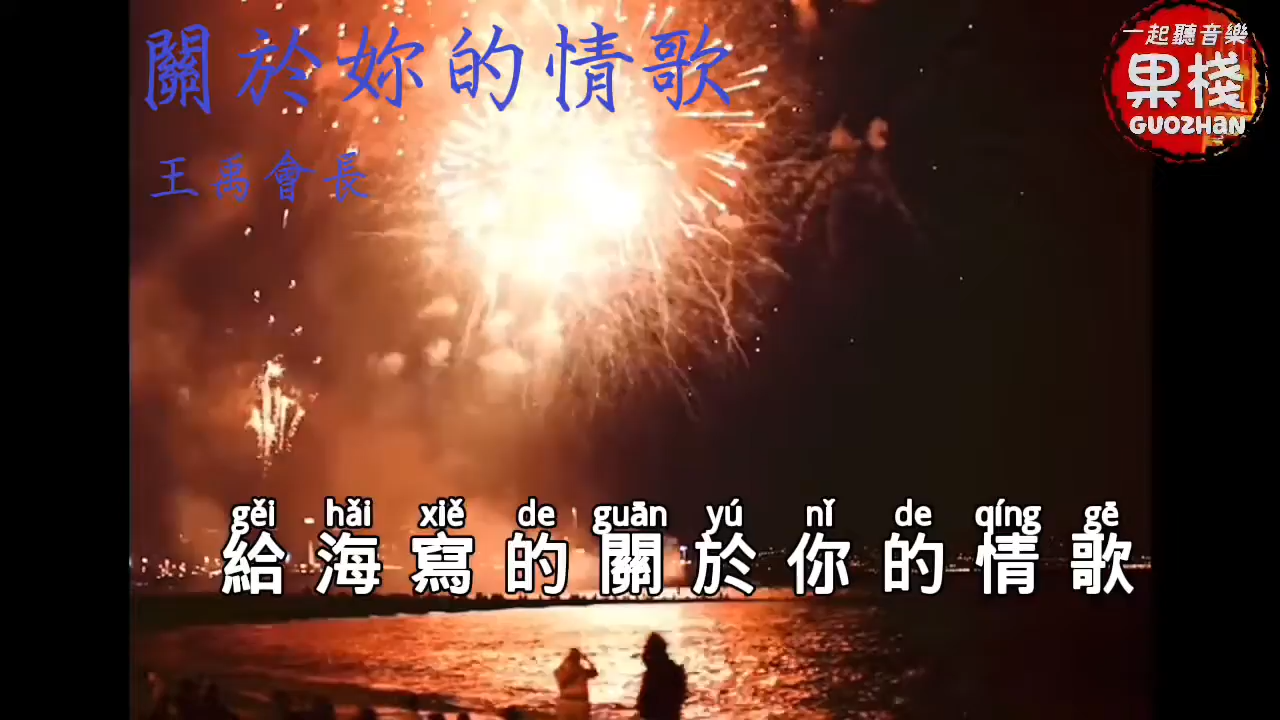 關於妳的情歌
王禹會長
一起聽音樂
果棧
GUOZHAN
gěi hǎi xiě de guān yú nǐ de qíng gē
給海寫的關於你的情歌